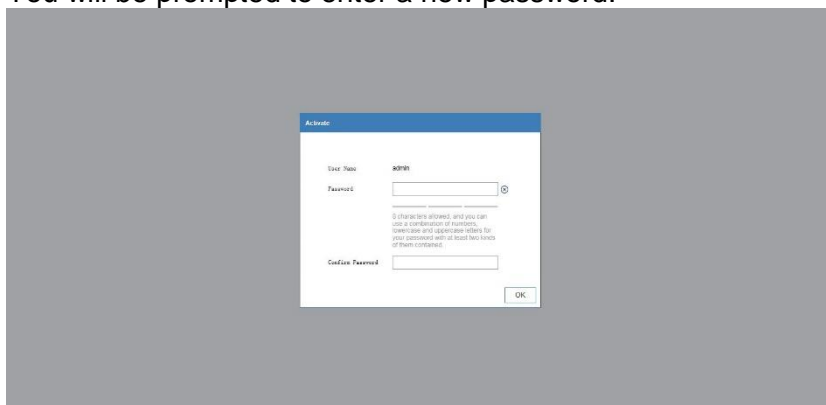 You will be prompted to enter a new password.
Activate
User Name admin
Password
8 characters allowed, and you can
use a combination of numbers,
lowercase and uppercase letters for
your password with at least two kinds
of them contained.
Confirm Password
OK